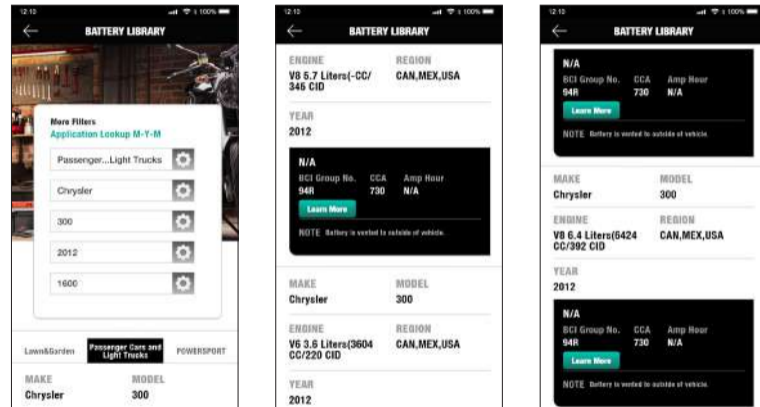 12:10
100%
BATTERY LIBRARY
More Filters
Application Lookup M-Y-M
Passenger...Light Trucks
Chrysler
300
2012
1600
Lawn&Garden
Passenger Cars and
Light Trucks
POWERSPORT
MAKE MODEL
Chrysler 300
12:10
100%
BATTERY LIBRARY
ENGINE REGION
V8 5.7 Liters(-CC/ CAN,MEX,USA
345 CID
YEAR
2012
N/A
BCI Group No. CCA Amp Hour
94R 730 N/A
Learn More
NOTE Battery is vented to outside of vehicle.
MAKE MODEL
Chrysler 300
ENGINE REGION
V6 3.6 Liters(3604 CAN,MEX,USA
CC/220 CID
YEAR
2012
12:10
100%
BATTERY LIBRARY
N/A
BCI Group No. CCA Amp Hour
94R 730 N/A
Learn More
NOTE Battery is vented to outside of vehicle.
MAKE MODEL
Chrysler 300
ENGINE REGION
V8 6.4 Liters(6424 CAN,MEX,USA
CC/392 CID
YEAR
2012
N/A
BCI Group No. CCA Amp Hour
94R 730 N/A
Learn More
NOTE Battery is vented to outside of vehicle.